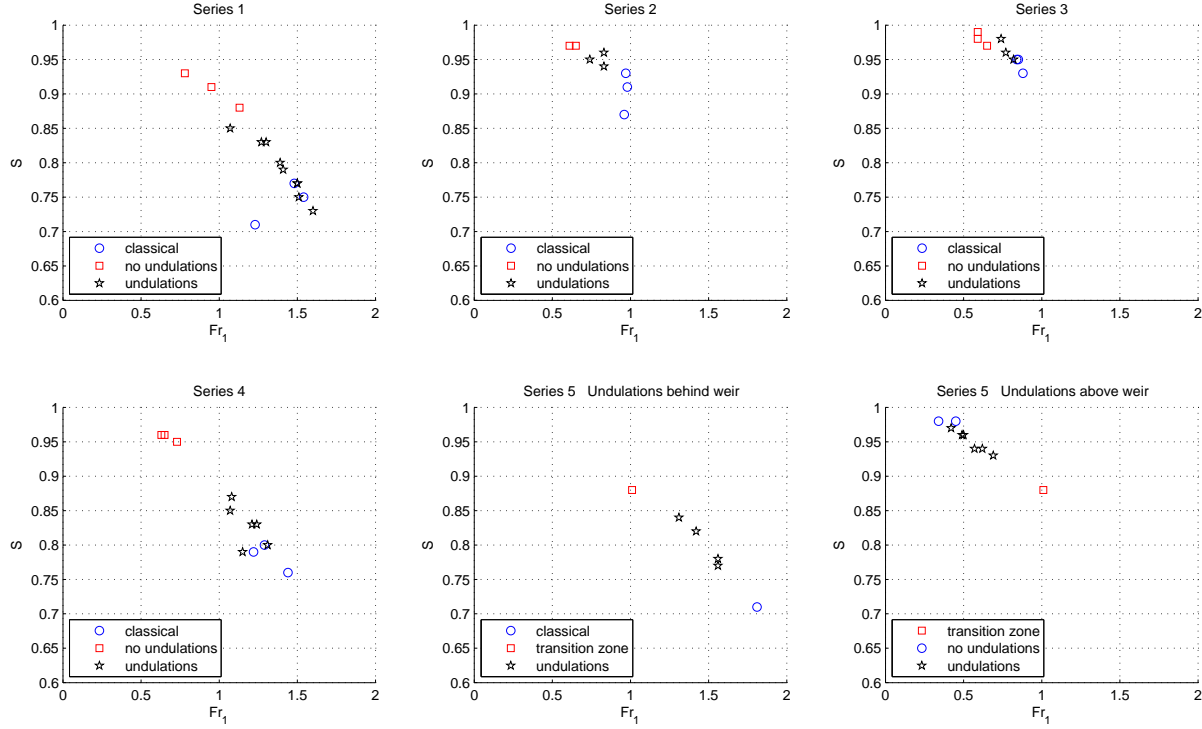 Series 1
1
0.95
0.9
0.85
0.8
0.75
0.7
0.65
0.6
S
classical
no undulations
undulations
0 0.5 1 1.5 2
Fr1
Series 2
1
0.95
0.9
0.85
0.8
0.75
0.7
0.65
0.6
S
classical
no undulations
undulations
0 0.5 1 1.5 2
Fr1
Series 3
1
0.95
0.9
0.85
0.8
0.75
0.7
0.65
0.6
S
classical
no undulations
undulations
0 0.5 1 1.5 2
Fr1
Series 4
1
0.95
0.9
0.85
0.8
0.75
0.7
0.65
0.6
S
classical
no undulations
undulations
0 0.5 1 1.5 2
Fr1
Series 5 Undulations behind weir
1
0.95
0.9
0.85
0.8
0.75
0.7
0.65
0.6
S
classical
transition zone
undulations
0 0.5 1 1.5 2
Fr1
Series 5 Undulations above weir
1
0.95
0.9
0.85
0.8
0.75
0.7
0.65
0.6
S
transition zone
no undulations
undulations
0 0.5 1 1.5 2
Fr1